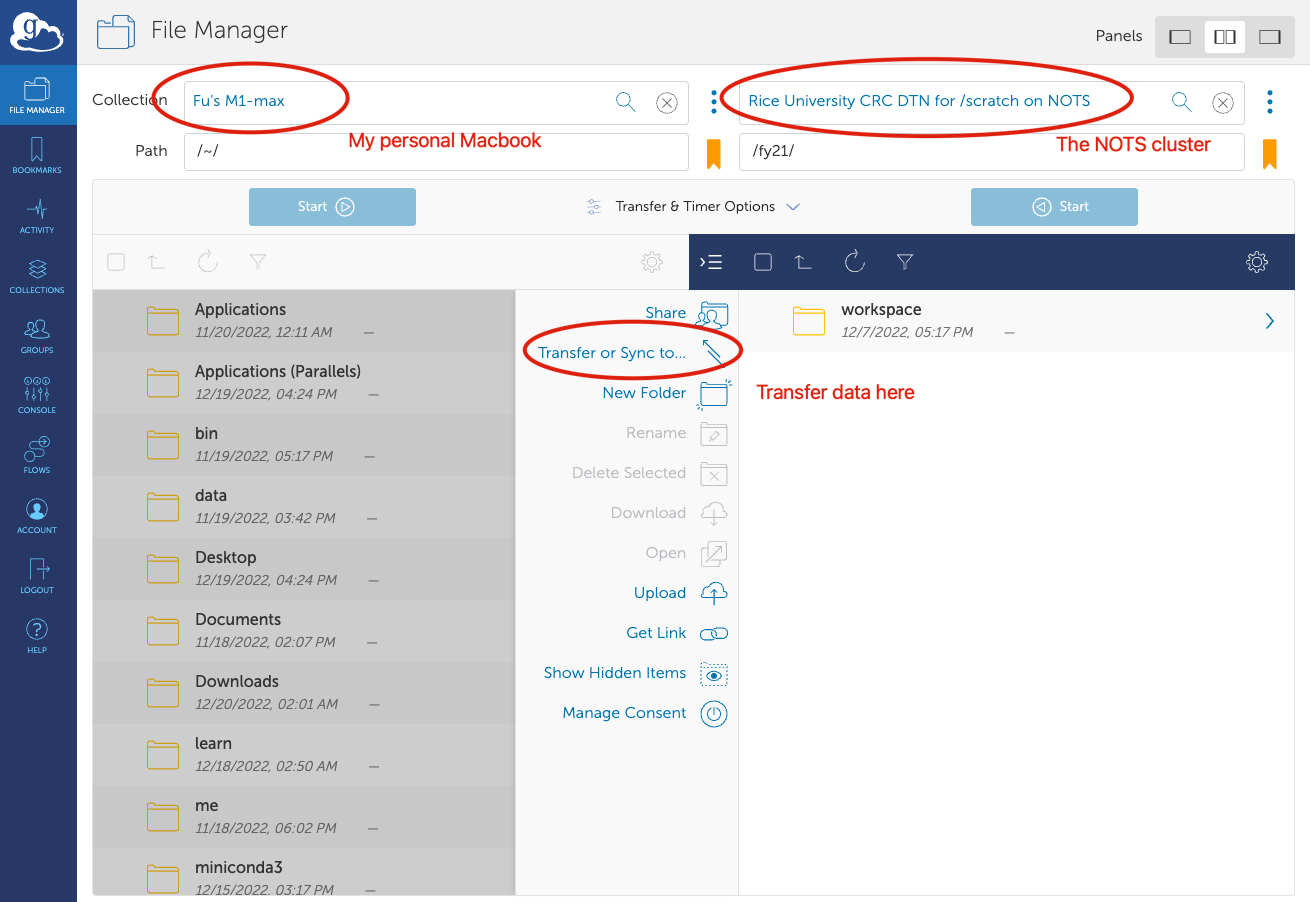 g
File Manager
Panels
FILE MANAGER
BOOKMARKS
ACTIVITY
COLLECTIONS
GROUPS
CONSOLE
FLOWS
ACCOUNT
LOGOUT
HELP
Collection
Fu's M1-max
Rice University CRC DTN for /scratch on NOTS
My personal Macbook
The NOTS cluster
Path
/~/
/fy21/
Start
Transfer & Timer Options
Start
Applications
11/20/2022, 12:11 AM —
Applications (Parallels)
12/19/2022, 04:24 PM —
bin
11/19/2022, 05:17 PM —
data
11/19/2022, 03:42 PM —
Desktop
12/19/2022, 04:24 PM —
Documents
11/18/2022, 02:07 PM —
Downloads
12/20/2022, 02:01 AM —
learn
12/18/2022, 02:50 AM —
me
11/18/2022, 06:02 PM —
miniconda3
12/15/2022, 03:17 PM —
Share
Transfer or Sync to...
New Folder
Rename
Delete Selected
Download
Open
Upload
Get Link
Show Hidden Items
Manage Consent
workspace
12/7/2022, 05:17 PM —
Transfer data here